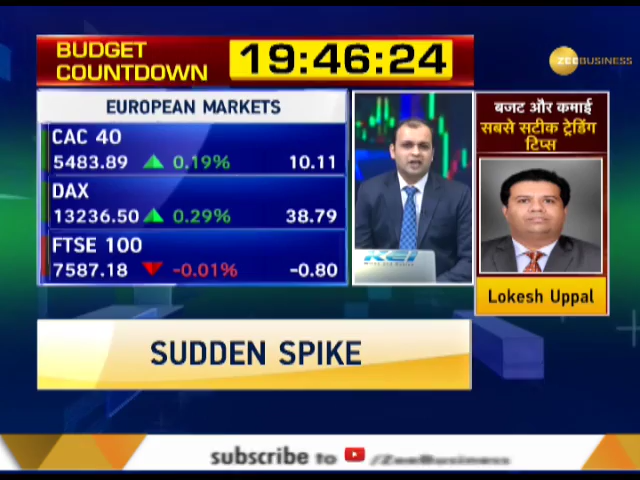 BUDGET
COUNTDOWN
19:46:24
ZEEBUSINESS
EUROPEAN MARKETS
CAC 40
5483.89 0.19% 10.11
DAX
13236.50 0.29% 38.79
FTSE 100
7587.18 -0.01% -0.80
KEI
बजट और कमाई
सबसे सटीक ट्रेडिंग
टिप्स
Lokesh Uppal
SUDDEN SPIKE
subscribe to /ZeeBusiness